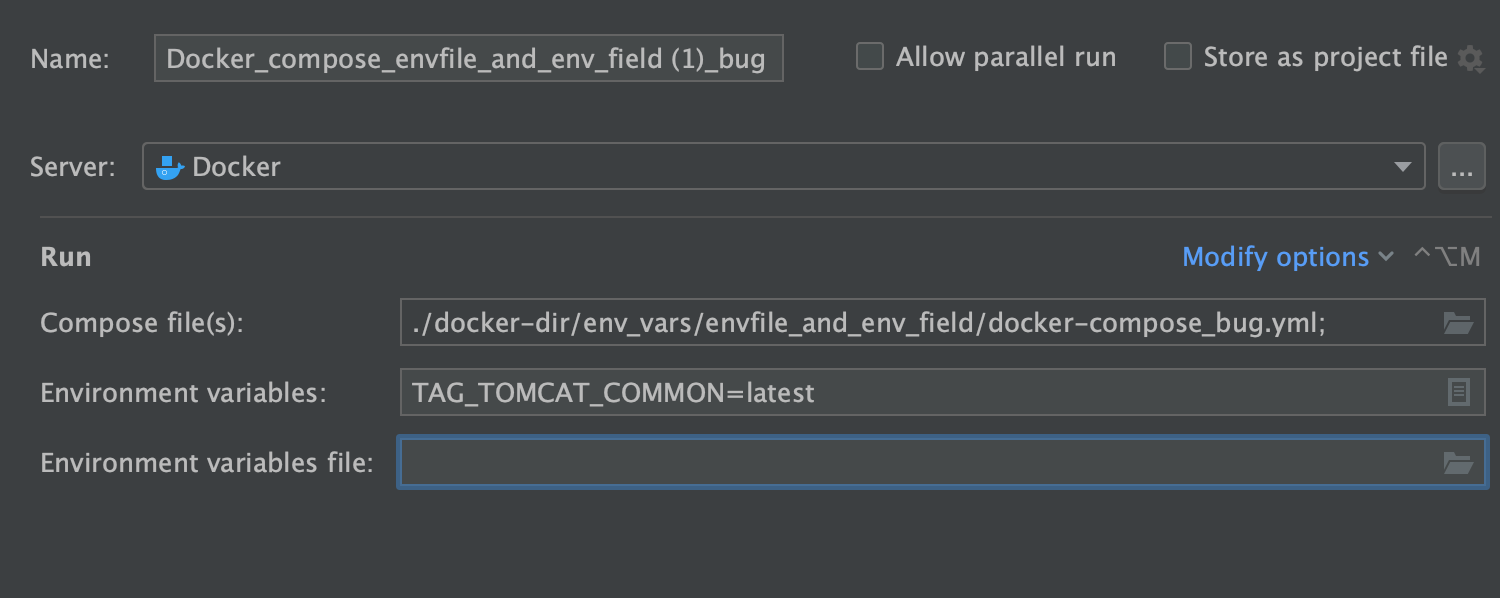 Name: Docker_compose_envfile_and_env_field (1)_bug Allow parallel run Store as project file
Server: Docker ...
Run Modify options ⌃⌥M
Compose file(s): ./docker-dir/env_vars/envfile_and_env_field/docker-compose_bug.yml;
Environment variables: TAG_TOMCAT_COMMON=latest
Environment variables file: